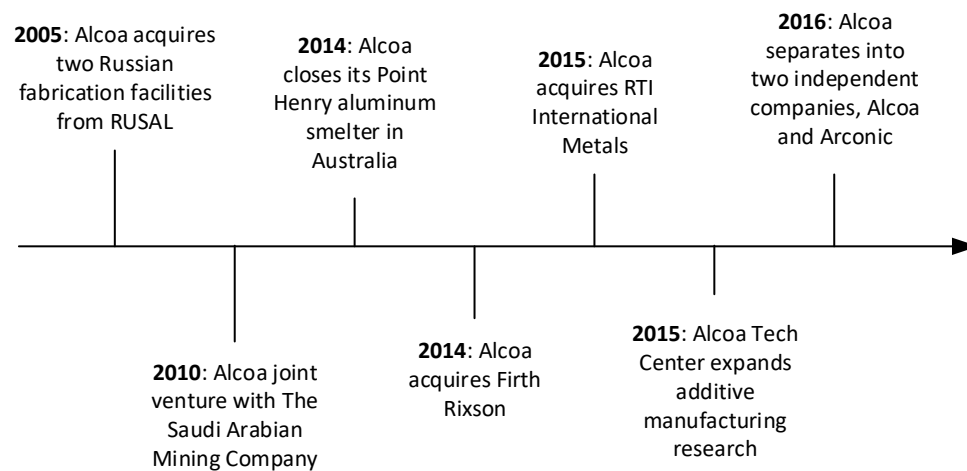 2005: Alcoa acquires
two Russian
fabrication facilities
from RUSAL
2010: Alcoa joint
venture with The
Saudi Arabian
Mining Company
2014: Alcoa
closes its Point
Henry aluminum
smelter in
Australia
2014: Alcoa
acquires Firth
Rixson
2015: Alcoa
acquires RTI
International
Metals
2015: Alcoa Tech
Center expands
additive
manufacturing
research
2016: Alcoa
separates into
two independent
companies, Alcoa
and Arconic